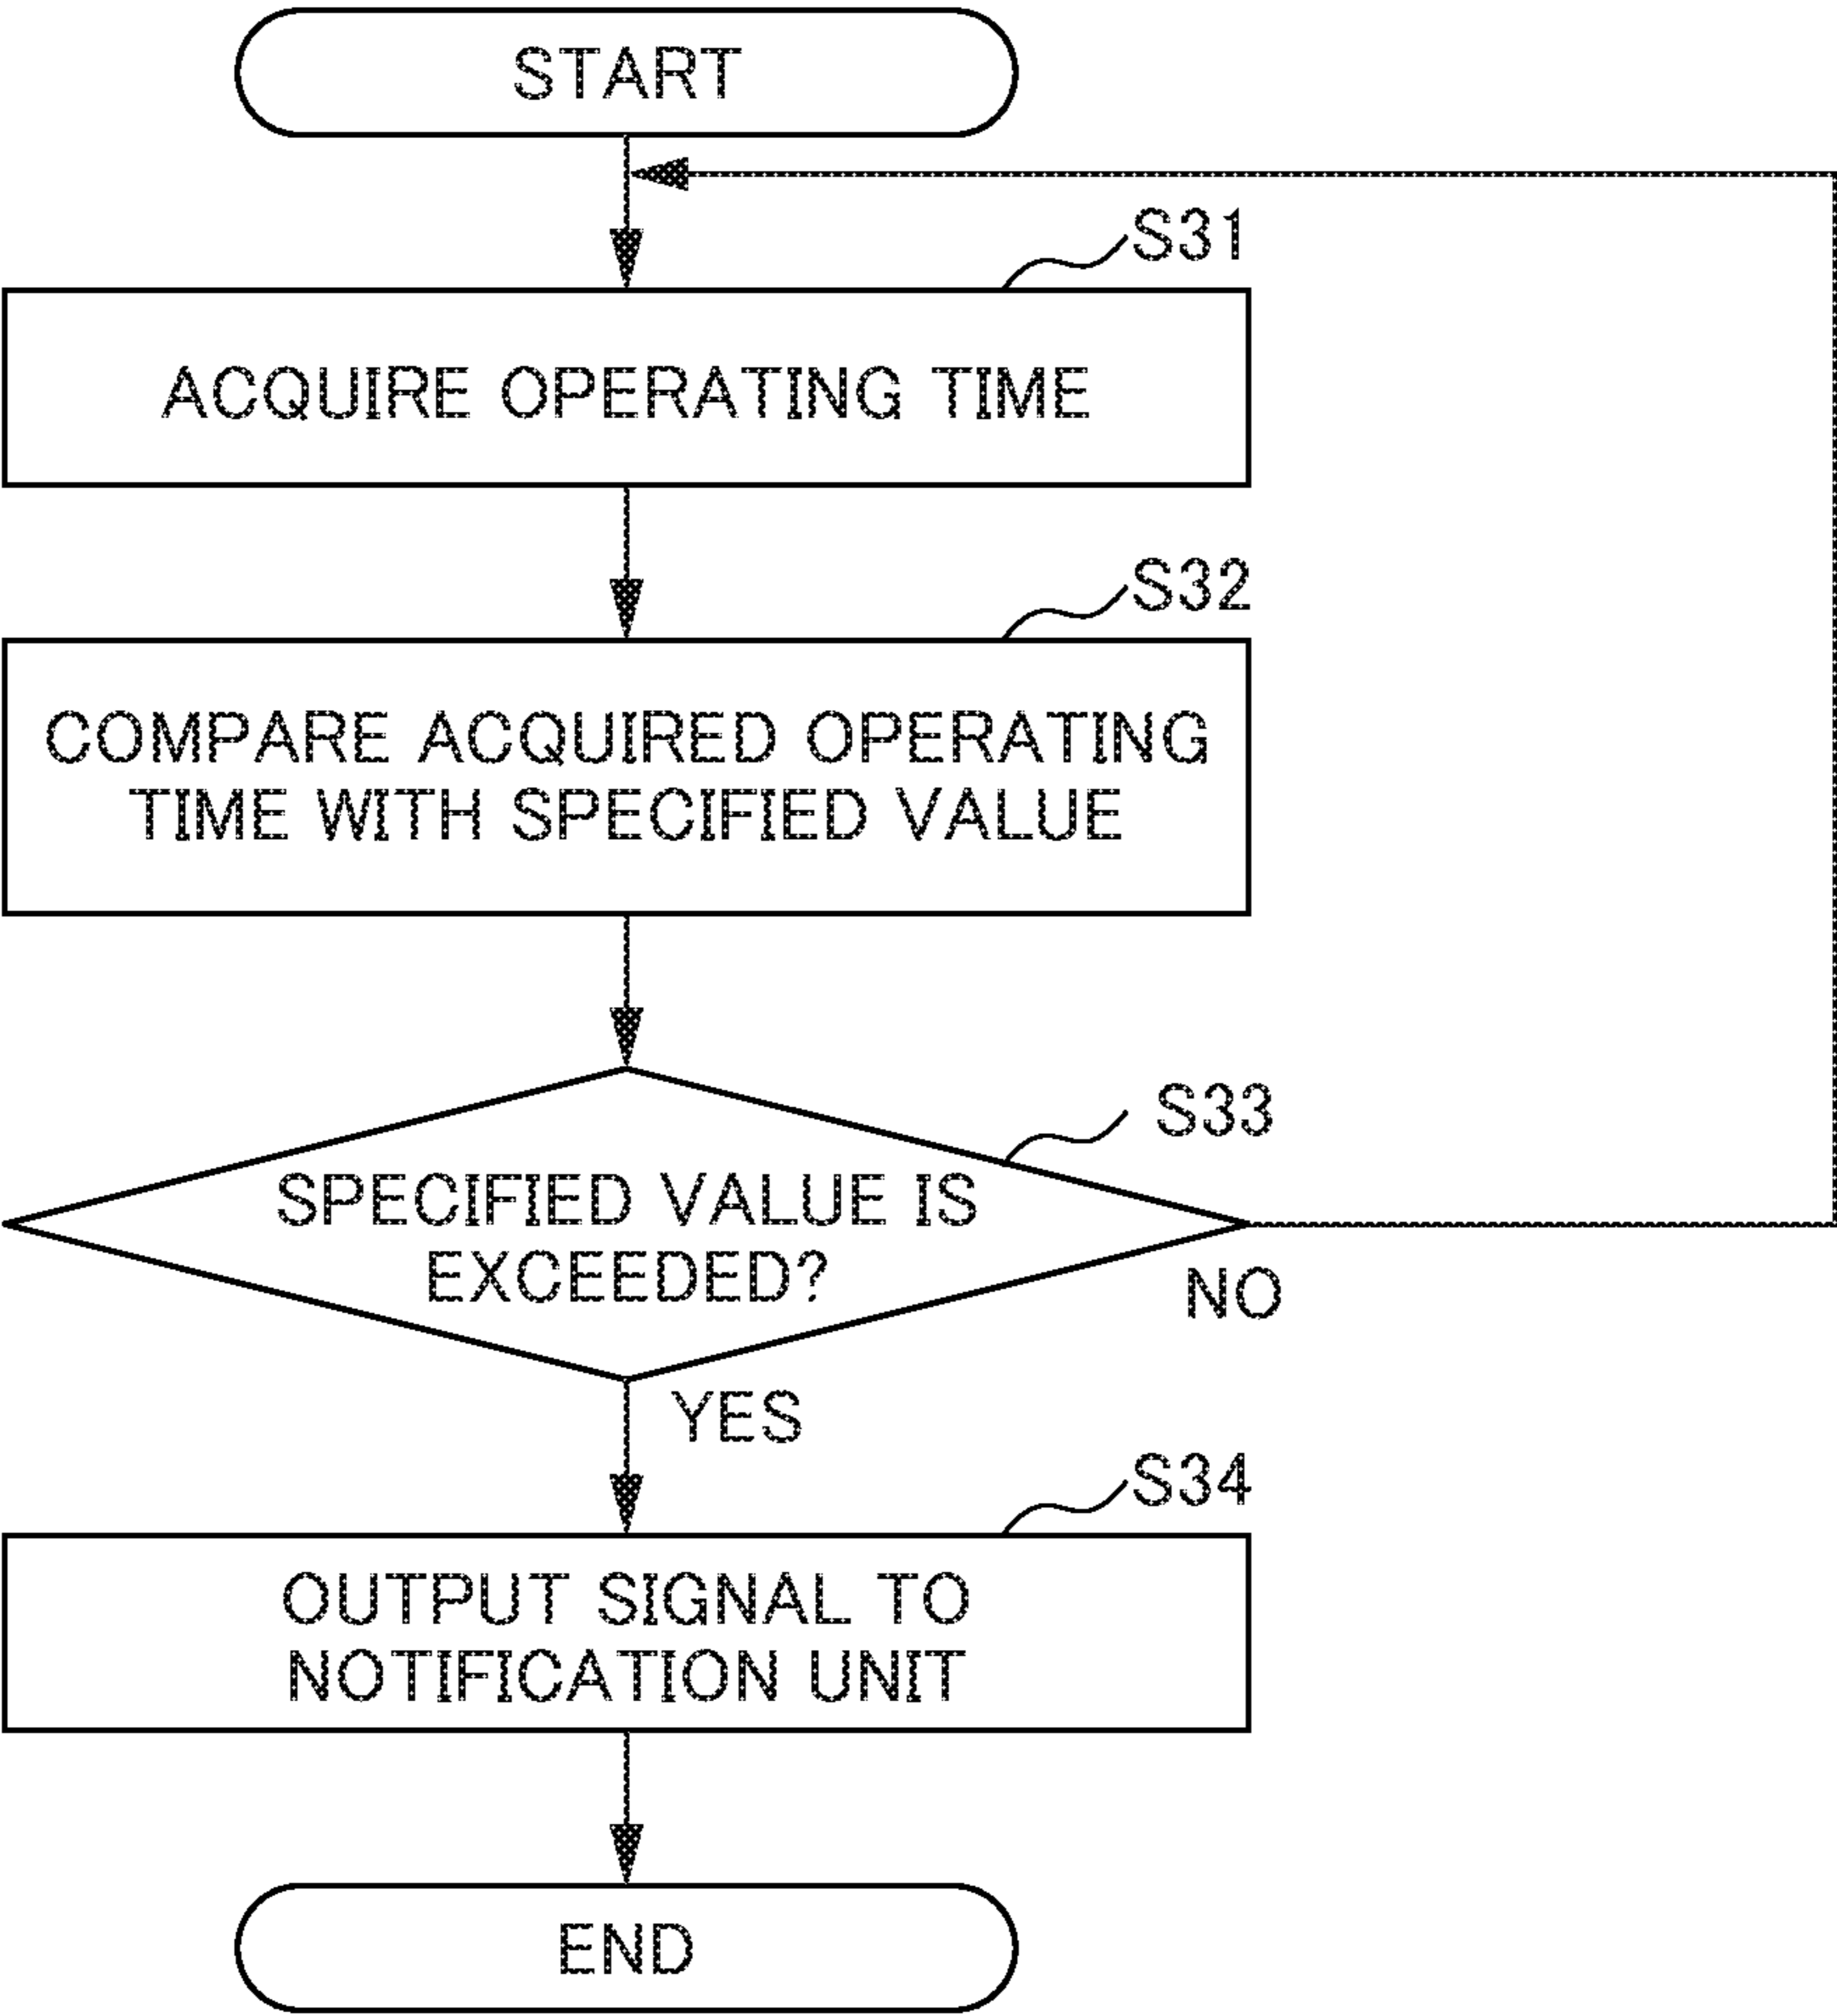 START
S31
ACQUIRE OPERATING TIME
S32
COMPARE ACQUIRED OPERATING
TIME WITH SPECIFIED VALUE
S33
SPECIFIED VALUE IS
EXCEEDED?
NO
YES
S34
OUTPUT SIGNAL TO
NOTIFICATION UNIT
END